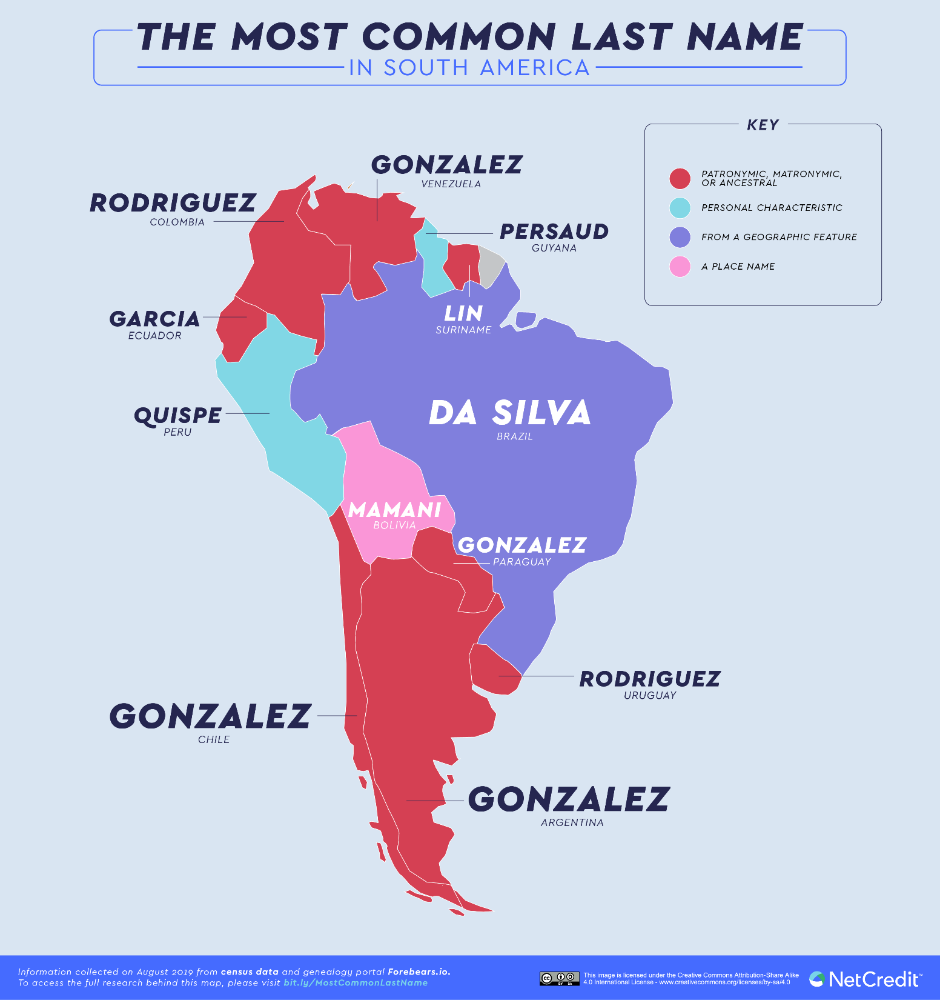 THE MOST COMMON LAST NAME
IN SOUTH AMERICA
KEY
PATRONYMIC, MATRONYMIC,
OR ANCESTRAL
PERSONAL CHARACTERISTIC
FROM A GEOGRAPHIC FEATURE
A PLACE NAME
GONZALEZ
VENEZUELA
RODRIGUEZ
COLOMBIA
PERSAUD
GUYANA
LIN
SURINAME
GARCIA
ECUADOR
DA SILVA
BRAZIL
QUISPE
PERU
MAMANI
BOLIVIA
GONZALEZ
PARAGUAY
RODRIGUEZ
URUGUAY
GONZALEZ
CHILE
GONZALEZ
ARGENTINA
Information collected on August 2019 from census data and genealogy portal Forebears.io.
To access the full research behind this map, please visit bit.ly/MostCommonLastName
cc BY SA
This image is licensed under the Creative Commons Attribution-Share Alike
4.0 International License - www.creativecommons.org/licenses/by-sa/4.0
NetCredit™